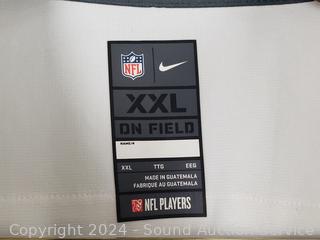 NFL
XXL
ON FIELD
NAME/#
XXL TTG EEG
MADE IN GUATEMALA
FABRIQUE AU GUATEMALA
NFL PLAYERS
Copyright 2024 - Sound Auction Service